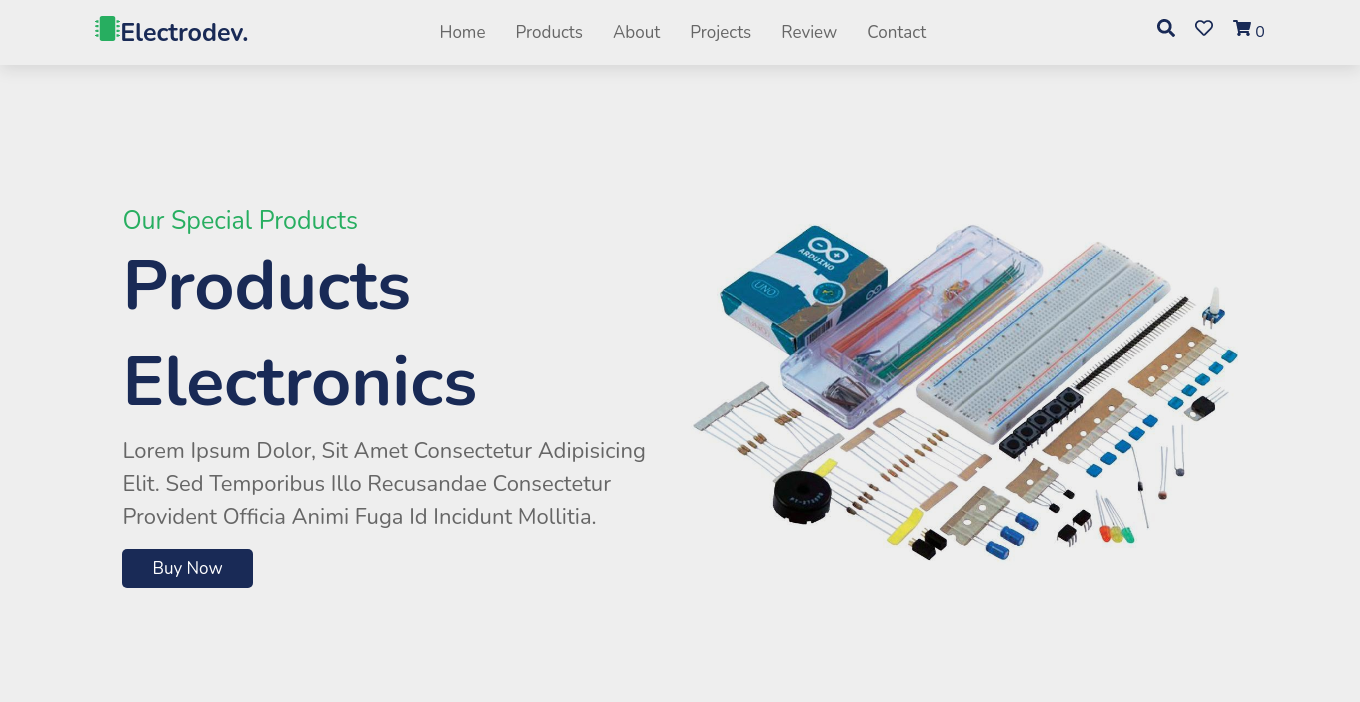 Electrodev.
Home Products About Projects Review Contact
0
Our Special Products
Products
Electronics
Lorem Ipsum Dolor, Sit Amet Consectetur Adipisicing
Elit. Sed Temporibus Illo Recusandae Consectetur
Provident Officia Animi Fuga Id Incidunt Mollitia.
Buy Now
ARDUINO
UNO